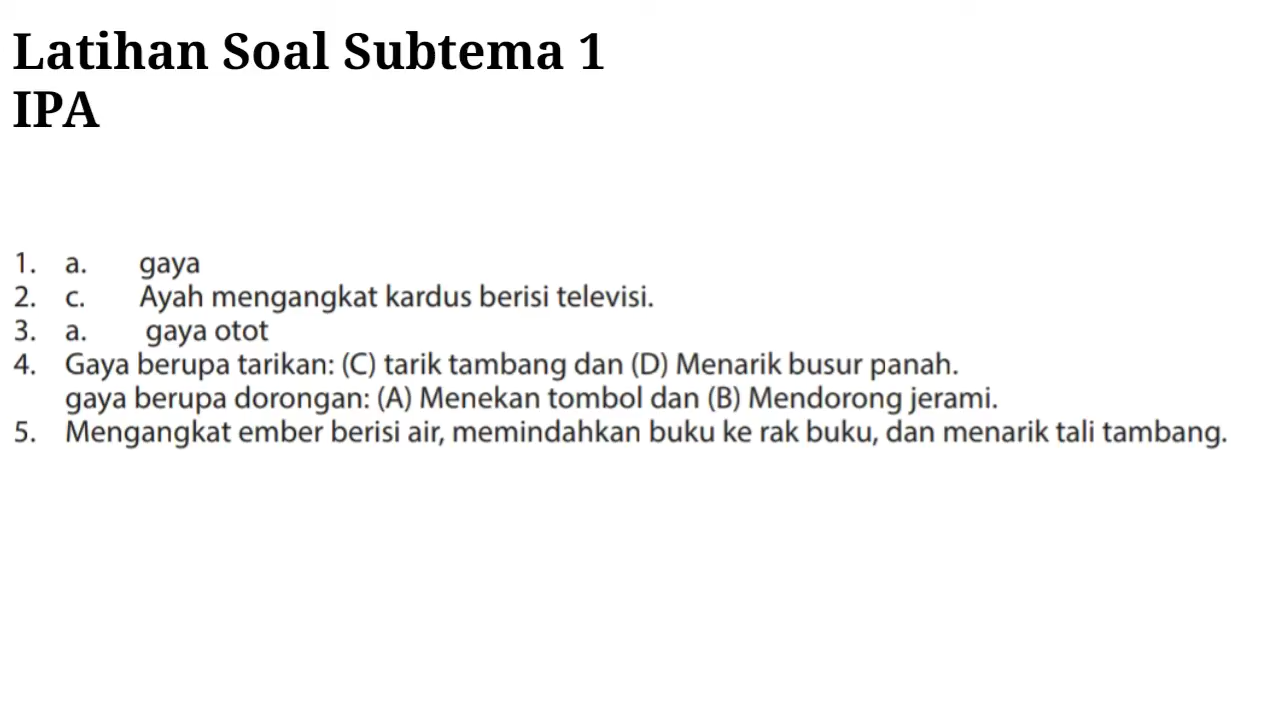 Latihan Soal Subtema 1
IPA
1. a. gaya
2. c. Ayah mengangkat kardus berisi televisi.
3. a. gaya otot
4. Gaya berupa tarikan: (C) tarik tambang dan (D) Menarik busur panah.
gaya berupa dorongan: (A) Menekan tombol dan (B) Mendorong jerami.
5. Mengangkat ember berisi air, memindahkan buku ke rak buku, dan menarik tali tambang.